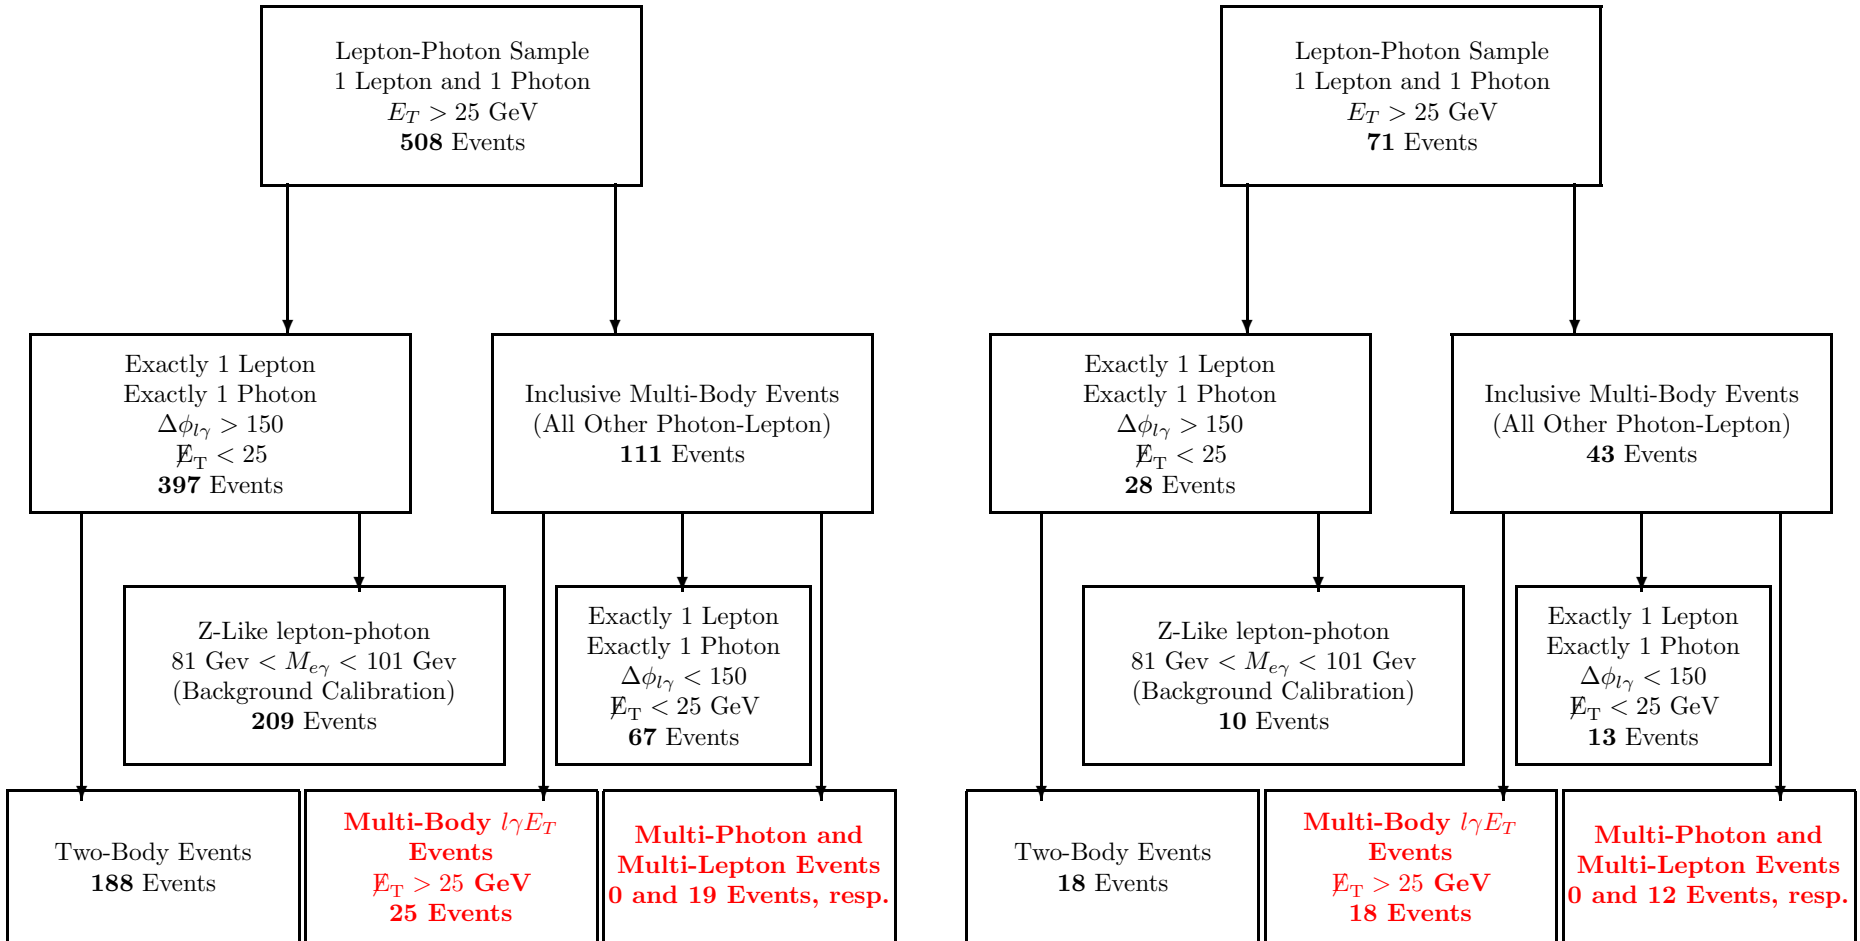 Lepton-Photon Sample
1 Lepton and 1 Photon
E_T > 25 GeV
508 Events
Exactly 1 Lepton
Exactly 1 Photon
Δϕ_lγ > 150
E̸_T < 25
397 Events
Inclusive Multi-Body Events
(All Other Photon-Lepton)
111 Events
Z-Like lepton-photon
81 Gev < M_eγ < 101 Gev
(Background Calibration)
209 Events
Exactly 1 Lepton
Exactly 1 Photon
Δϕ_lγ < 150
E̸_T < 25 GeV
67 Events
Two-Body Events
188 Events
Multi-Body lγE_T
Events
E̸_T > 25 GeV
25 Events
Multi-Photon and
Multi-Lepton Events
0 and 19 Events, resp.
Lepton-Photon Sample
1 Lepton and 1 Photon
E_T > 25 GeV
71 Events
Exactly 1 Lepton
Exactly 1 Photon
Δϕ_lγ > 150
E̸_T < 25
28 Events
Inclusive Multi-Body Events
(All Other Photon-Lepton)
43 Events
Z-Like lepton-photon
81 Gev < M_eγ < 101 Gev
(Background Calibration)
10 Events
Exactly 1 Lepton
Exactly 1 Photon
Δϕ_lγ < 150
E̸_T < 25 GeV
13 Events
Two-Body Events
18 Events
Multi-Body lγE_T
Events
E̸_T > 25 GeV
18 Events
Multi-Photon and
Multi-Lepton Events
0 and 12 Events, resp.